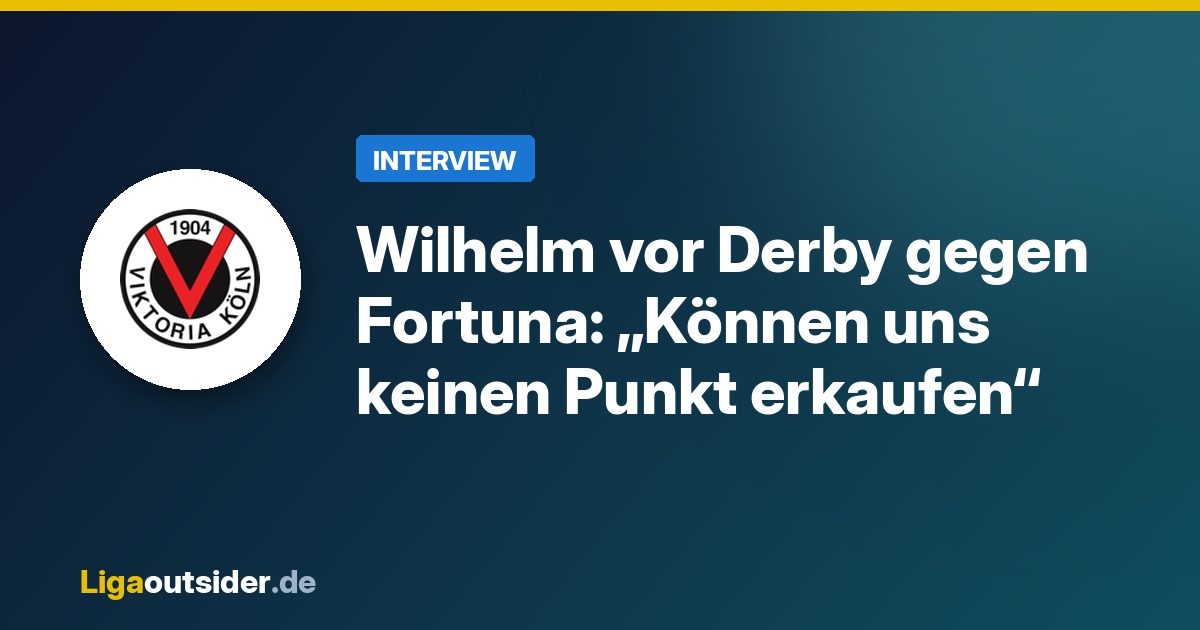 INTERVIEW
Wilhelm vor Derby gegen
Fortuna: „Können uns
keinen Punkt erkaufen“
1904
VIKTORIA KÖLN
Ligaoutsider.de